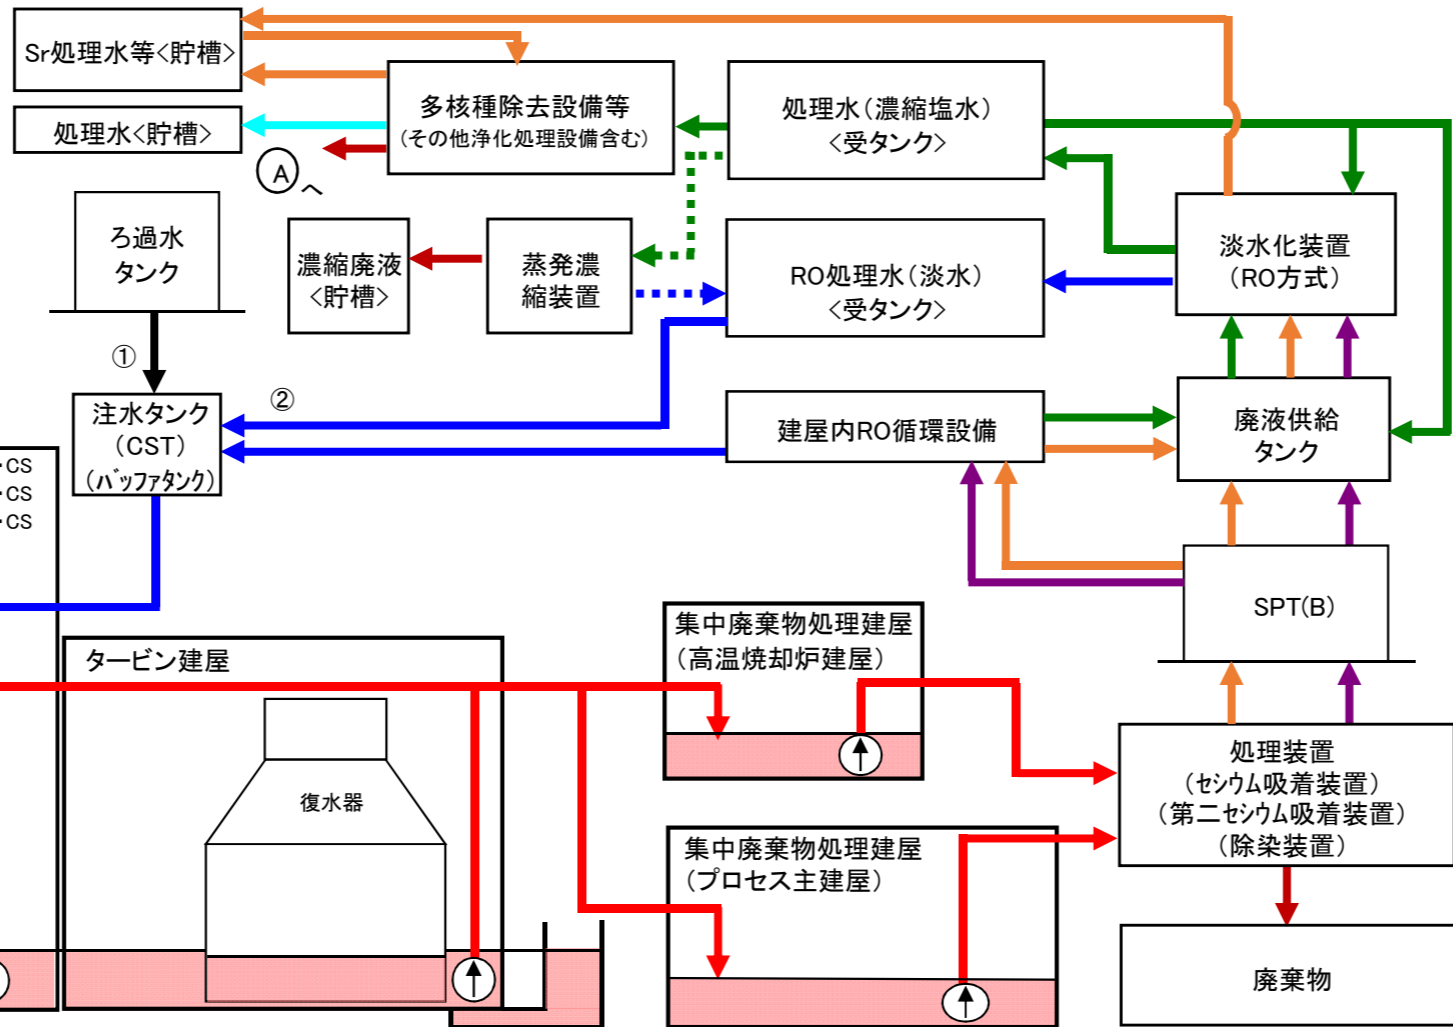 Sr処理水等<貯槽>
処理水<貯槽>
多核種除去設備等
(その他浄化処理設備含む)
処理水(濃縮塩水)
<受タンク>
Aへ
ろ過水
タンク
濃縮廃液
<貯槽>
蒸発濃
縮装置
RO処理水(淡水)
<受タンク>
淡水化装置
(RO方式)
①
②
注水タンク
(CST)
(バッファタンク)
建屋内RO循環設備
廃液供給
タンク
・CS
・CS
・CS
SPT(B)
タービン建屋
復水器
集中廃棄物処理建屋
(高温焼却炉建屋)
集中廃棄物処理建屋
(プロセス主建屋)
処理装置
(セシウム吸着装置)
(第二セシウム吸着装置)
(除染装置)
廃棄物